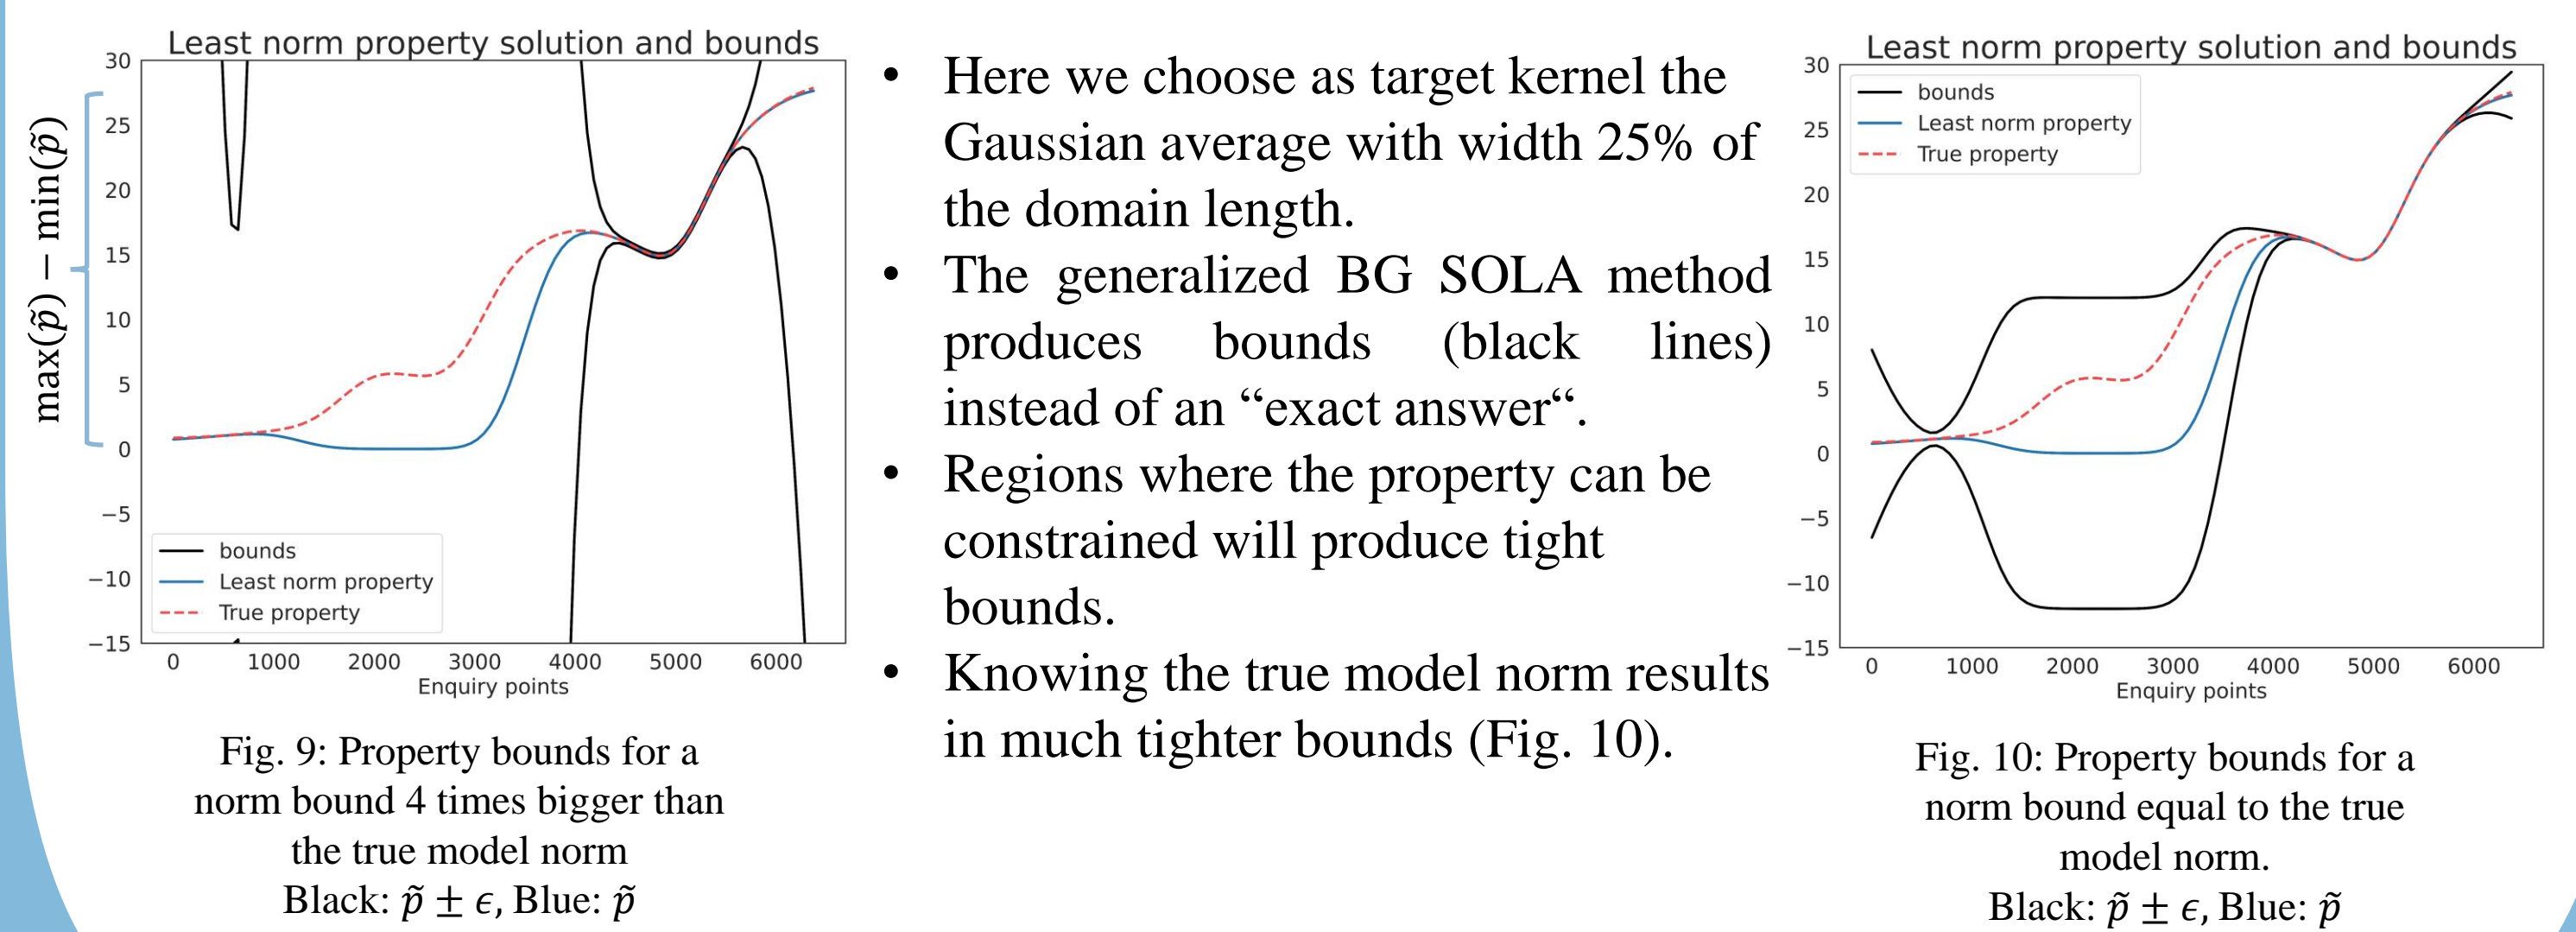 Least norm property solution and bounds
max(p̃) − min(p̃)
30
25
20
15
10
5
0
−5
−10
−15
bounds
Least norm property
True property
0 1000 2000 3000 4000 5000 6000
Enquiry points
Fig. 9: Property bounds for a
norm bound 4 times bigger than
the true model norm
Black: p̃ ± ϵ, Blue: p̃
• Here we choose as target kernel the
Gaussian average with width 25% of
the domain length.
• The generalized BG SOLA method
produces bounds (black lines)
instead of an “exact answer“.
• Regions where the property can be
constrained will produce tight
bounds.
• Knowing the true model norm results
in much tighter bounds (Fig. 10).
Least norm property solution and bounds
30
25
20
15
10
5
0
−5
−10
−15
bounds
Least norm property
True property
0 1000 2000 3000 4000 5000 6000
Enquiry points
Fig. 10: Property bounds for a
norm bound equal to the true
model norm.
Black: p̃ ± ϵ, Blue: p̃